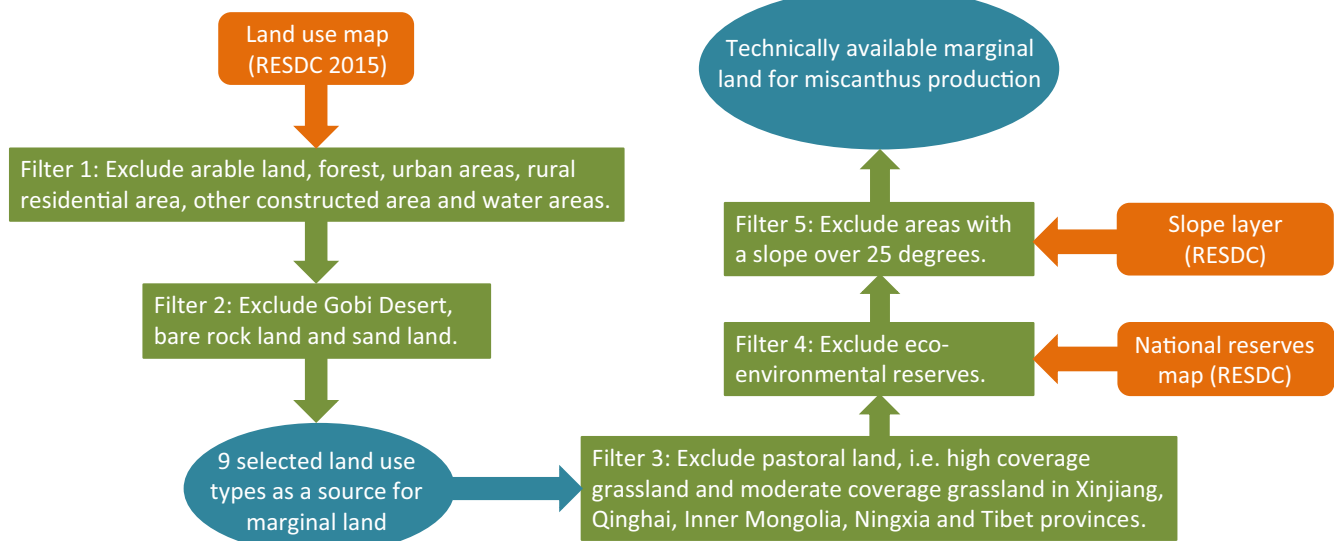 Land use map
(RESDC 2015)
Filter 1: Exclude arable land, forest, urban areas, rural
residential area, other constructed area and water areas.
Filter 2: Exclude Gobi Desert,
bare rock land and sand land.
9 selected land use
types as a source for
marginal land
Filter 3: Exclude pastoral land, i.e. high coverage
grassland and moderate coverage grassland in Xinjiang,
Qinghai, Inner Mongolia, Ningxia and Tibet provinces.
Filter 4: Exclude eco-
environmental reserves.
National reserves
map (RESDC)
Filter 5: Exclude areas with
a slope over 25 degrees.
Slope layer
(RESDC)
Technically available marginal
land for miscanthus production